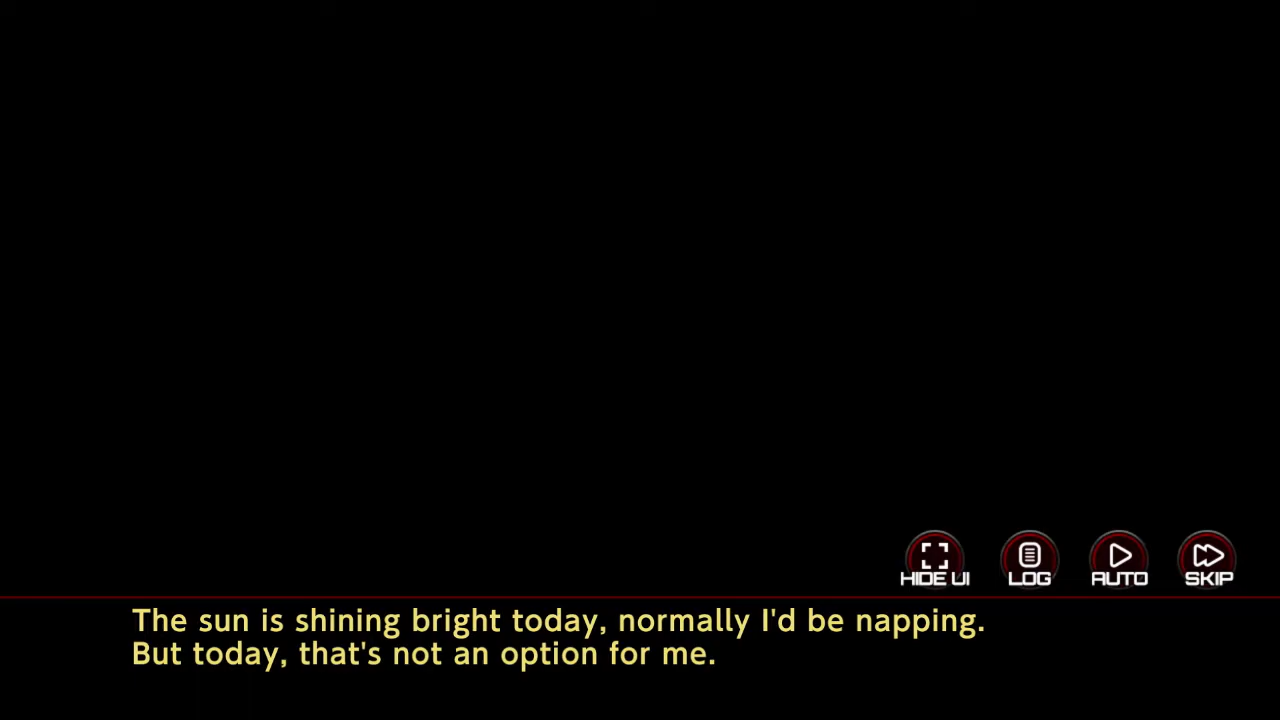 HIDE UI LOG AUTO SKIP
The sun is shining bright today, normally I'd be napping.
But today, that's not an option for me.